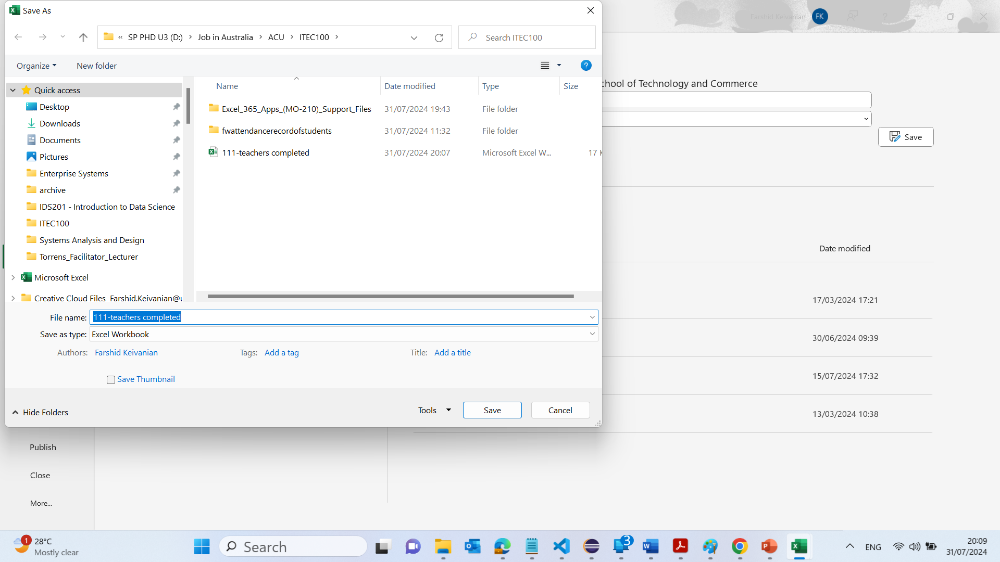 Save As
Farshid Keivanian FK
« SP PHD U3 (D:) > Job in Australia > ACU > ITEC100 >
Search ITEC100
Organize
New folder
?
Quick access
Desktop
Downloads
Documents
Pictures
Enterprise Systems
archive
IDS201 - Introduction to Data Science
ITEC100
Systems Analysis and Design
Torrens_Facilitator_Lecturer
Microsoft Excel
Creative Cloud Files Farshid.Keivanian@u
Name Date modified Type Size
Excel_365_Apps_(MO-210)_Support_Files 31/07/2024 19:43 File folder
fwattendancerecordofstudents 31/07/2024 11:32 File folder
111-teachers completed 31/07/2024 20:07 Microsoft Excel W... 17 K
File name: 111-teachers completed
Save as type: Excel Workbook
Authors: Farshid Keivanian Tags: Add a tag Title: Add a title
Save Thumbnail
Hide Folders
Tools
Save
Cancel
chool of Technology and Commerce
Save
Date modified
17/03/2024 17:21
30/06/2024 09:39
15/07/2024 17:32
13/03/2024 10:38
Publish
Close
More...
1
28°C
Mostly clear
Search
3
ENG
20:09
31/07/2024